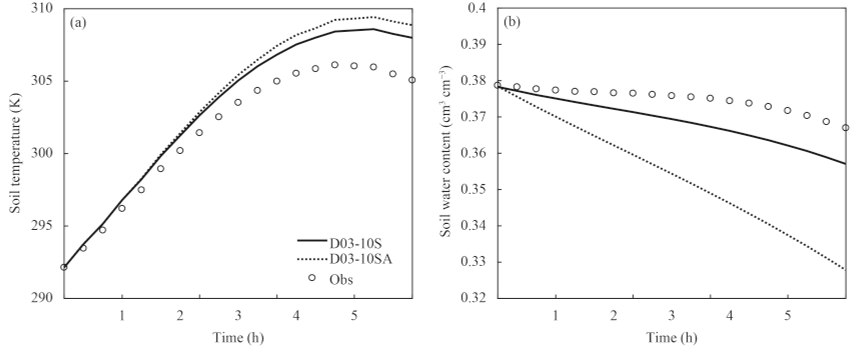 (a)
310
305
300
295
290
Soil temperature (K)
D03-10S
D03-10SA
Obs
1 2 3 4 5
Time (h)
(b)
0.4
0.39
0.38
0.37
0.36
0.35
0.34
0.33
0.32
Soil water content (cm³ cm⁻³)
1 2 3 4 5
Time (h)